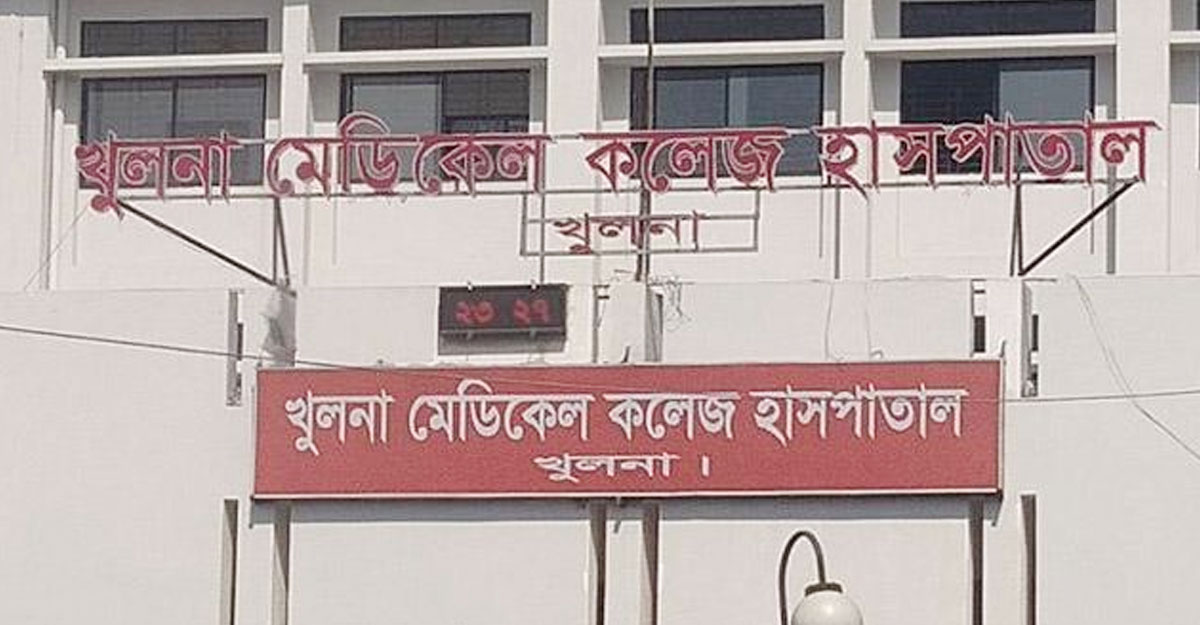 খুলনা মেডিকেল কলেজ হাসপাতাল
খুলনা
২৩ ২৭
খুলনা মেডিকেল কলেজ হাসপাতাল
খুলনা ।